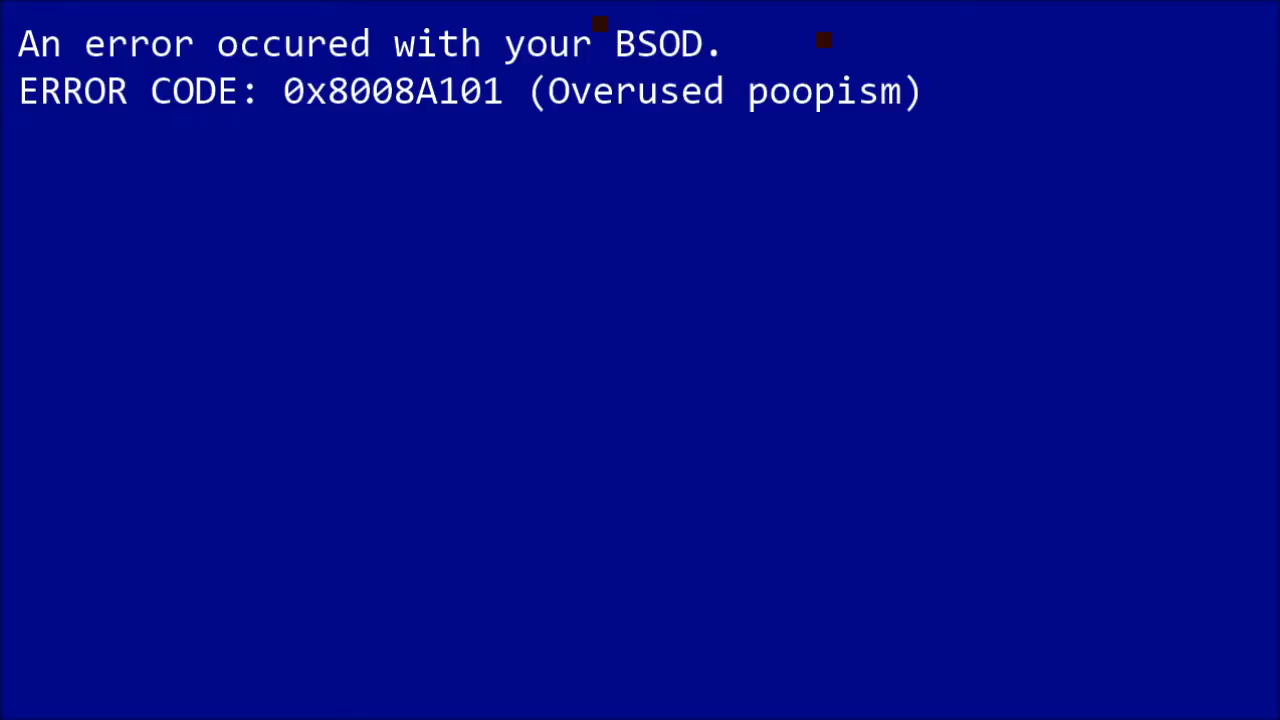 An error occured with your BSOD.
ERROR CODE: 0x8008A101 (Overused poopism)